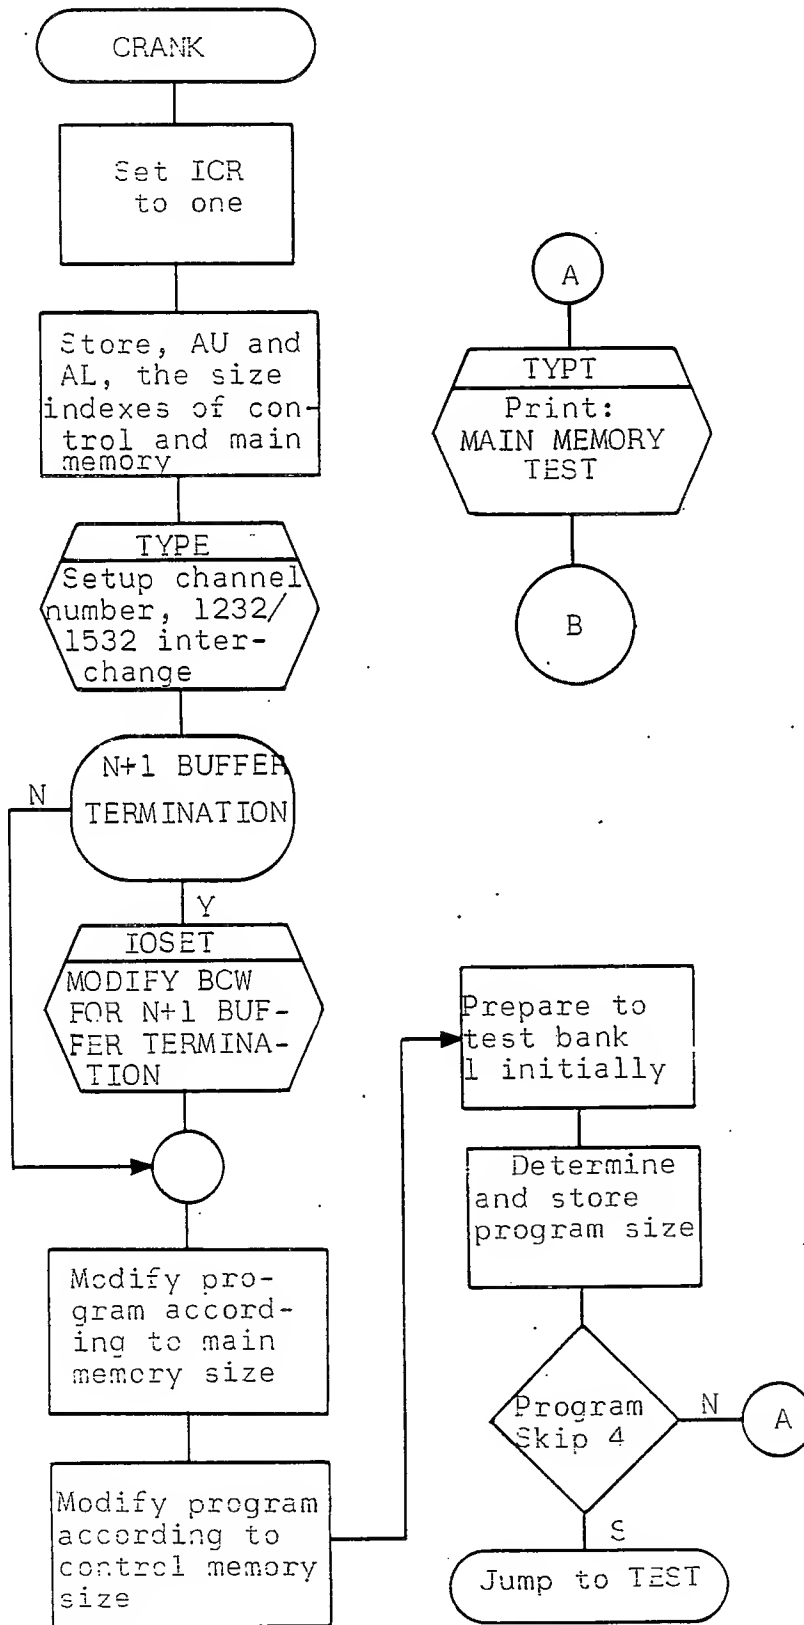 CRANK
Set ICR
to one
Store, AU and
AL, the size
indexes of con-
trol and main
memory
TYPE
Setup channel
number, 1232/
1532 inter-
change
N+1 BUFFER
N
TERMINATION
Y
IOSET
MODIFY BCW
FOR N+1 BUF-
FER TERMINA-
TION
Modify pro-
gram accord-
ing to main
memory size
Modify program
according to
control memory
size
A
TYPT
Print:
MAIN MEMORY
TEST
B
Prepare to
test bank
1 initially
Determine
and store
program size
Program
Skip 4
N
A
S
Jump to TEST